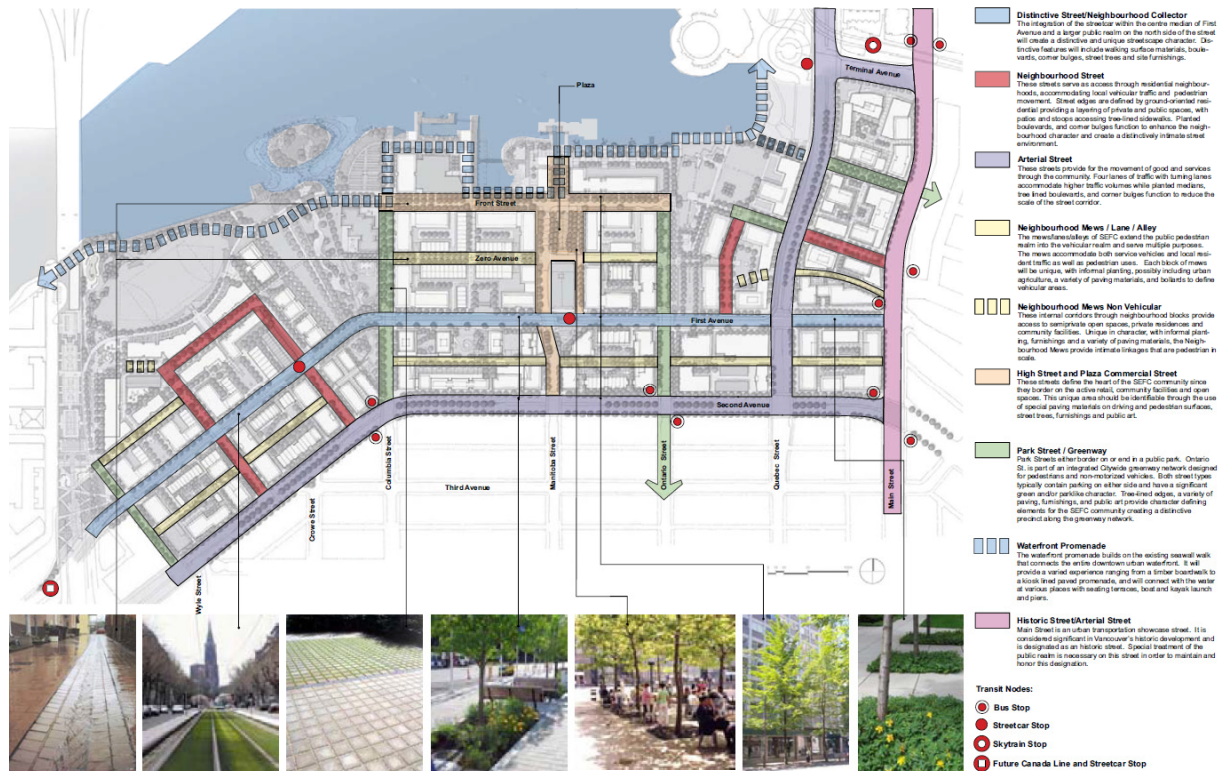 Plaza
Terminal Avenue
Front Street
Zero Avenue
First Avenue
Second Avenue
Third Avenue
Columbia Street
Manitoba Street
Ontario Street
Quebec Street
Main Street
Crowe Street
Wyle Street
Distinctive Street/Neighbourhood Collector
The integration of the streetcar within the centre median of First
Avenue and a larger public realm on the north side of the street
will create a distinctive and unique streetscape character. Dis-
tinctive features will include walking surface materials, boule-
vards, corner bulges, street trees and site furnishings.
Neighbourhood Street
These streets serve as access through residential neighbour-
hoods, accommodating local vehicular traffic and pedestrian
movement. Street edges are defined by ground-oriented resi-
dential providing a layering of private and public spaces, with
patios and stoops accessing tree-lined sidewalks. Planted
boulevards, and corner bulges function to enhance the neigh-
bourhood character and create a distinctively intimate street
environment.
Arterial Street
These streets provide for the movement of good and services
through the community. Four lanes of traffic with turning lanes
accommodate higher traffic volumes while planted medians,
tree lined boulevards, and corner bulges function to reduce the
scale of the street corridor.
Neighbourhood Mews / Lane / Alley
The mews/lanes/alleys of SEFC extend the public pedestrian
realm into the vehicular realm and serve multiple purposes.
The mews accommodate both service vehicles and local resi-
dent traffic as well as pedestrian uses. Each block of mews
will be unique, with informal planting, possibly including urban
agriculture, a variety of paving materials, and bollards to define
vehicular areas.
Neighbourhood Mews Non Vehicular
These internal corridors through neighbourhood blocks provide
access to semiprivate open spaces, private residences and
community facilities. Unique in character, with informal plant-
ing, furnishings and a variety of paving materials, the Neigh-
bourhood Mews provide intimate linkages that are pedestrian in
scale.
High Street and Plaza Commercial Street
These streets define the heart of the SEFC community since
they border on the active retail, community facilities and open
spaces. This unique area should be identifiable through the use
of special paving materials on driving and pedestrian surfaces,
street trees, furnishings and public art.
Park Street / Greenway
Park Streets either border on or end in a public park. Ontario
St. is part of an integrated Citywide greenway network designed
for pedestrians and non-motorized vehicles. Both street types
typically contain parking on either side and have a significant
green and/or parklike character. Tree-lined edges, a variety of
paving, furnishings, and public art provide character defining
elements for the SEFC community creating a distinctive
precinct along the greenway network.
Waterfront Promenade
The waterfront promenade builds on the existing seawall walk
that connects the entire downtown urban waterfront. It will
provide a varied experience ranging from a timber boardwalk to
a kiosk lined paved promenade, and will connect with the water
at various places with seating terraces, boat and kayak launch
and piers.
Historic Street/Arterial Street
Main Street is an urban transportation showcase street. It is
considered significant in Vancouver's historic development and
is designated as an historic street. Special treatment of the
public realm is necessary on this street in order to maintain and
honor this designation.
Transit Nodes:
Bus Stop
Streetcar Stop
Skytrain Stop
Future Canada Line and Streetcar Stop